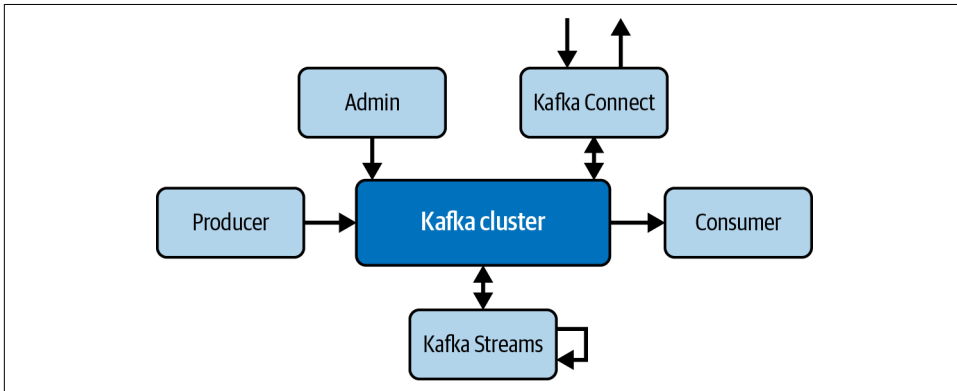 Admin
Kafka Connect
Producer
Kafka cluster
Consumer
Kafka Streams